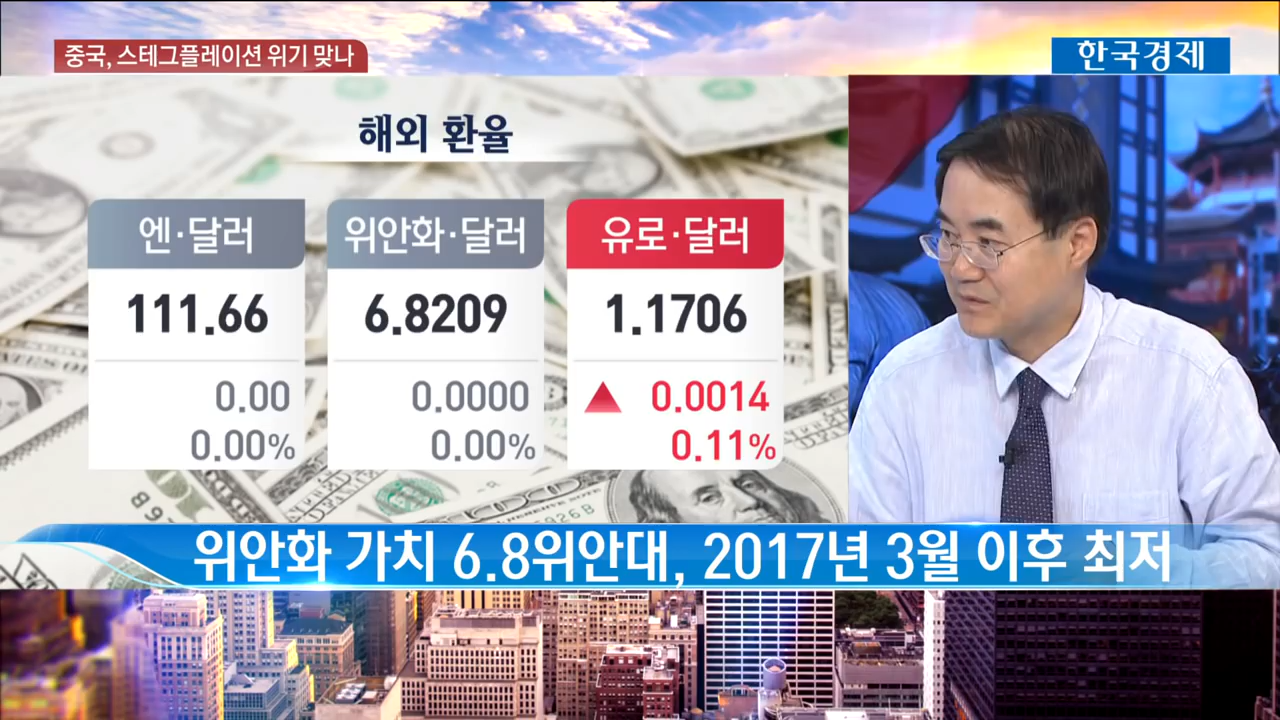 중국, 스테그플레이션 위기 맞나
한국경제
해외 환율
엔·달러
111.66
0.00
0.00%
위안화·달러
6.8209
0.0000
0.00%
유로·달러
1.1706
▲ 0.0014
0.11%
위안화 가치 6.8위안대, 2017년 3월 이후 최저